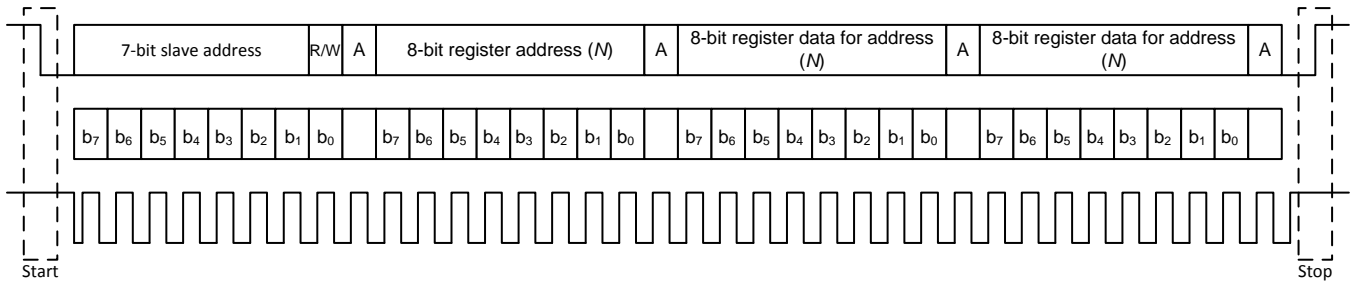 7-bit slave address R/W A 8-bit register address (N) A 8-bit register data for address (N) A 8-bit register data for address (N) A
b7 b6 b5 b4 b3 b2 b1 b0 b7 b6 b5 b4 b3 b2 b1 b0 b7 b6 b5 b4 b3 b2 b1 b0 b7 b6 b5 b4 b3 b2 b1 b0
Start Stop